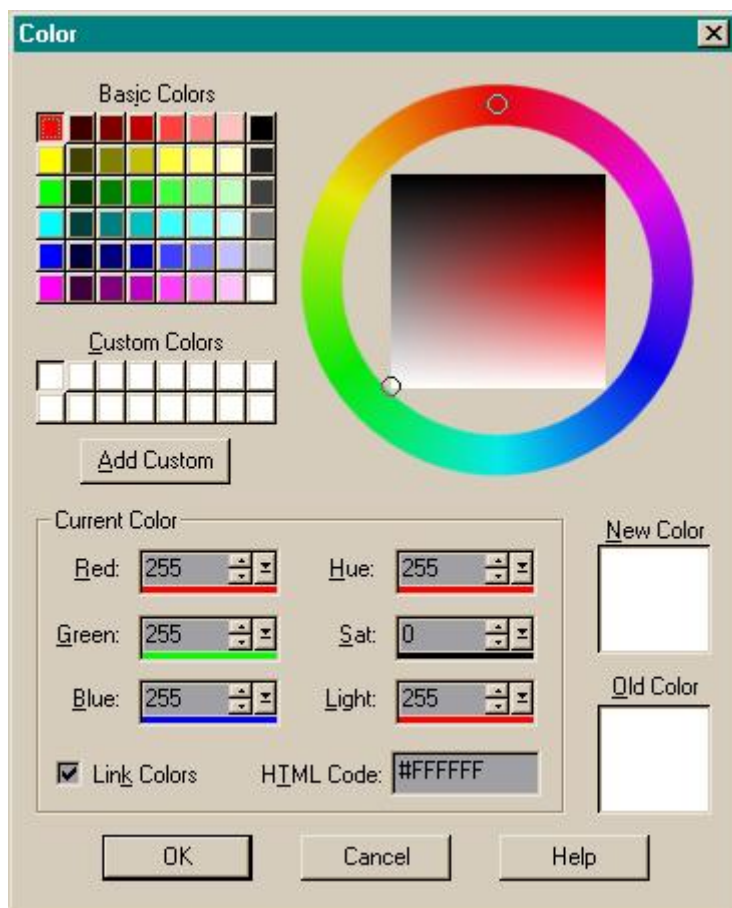 Color
Basic Colors
Custom Colors
Add Custom
Current Color
Red: 255
Hue: 255
Green: 255
Sat: 0
Blue: 255
Light: 255
Link Colors
HTML Code: #FFFFFF
New Color
Old Color
OK
Cancel
Help